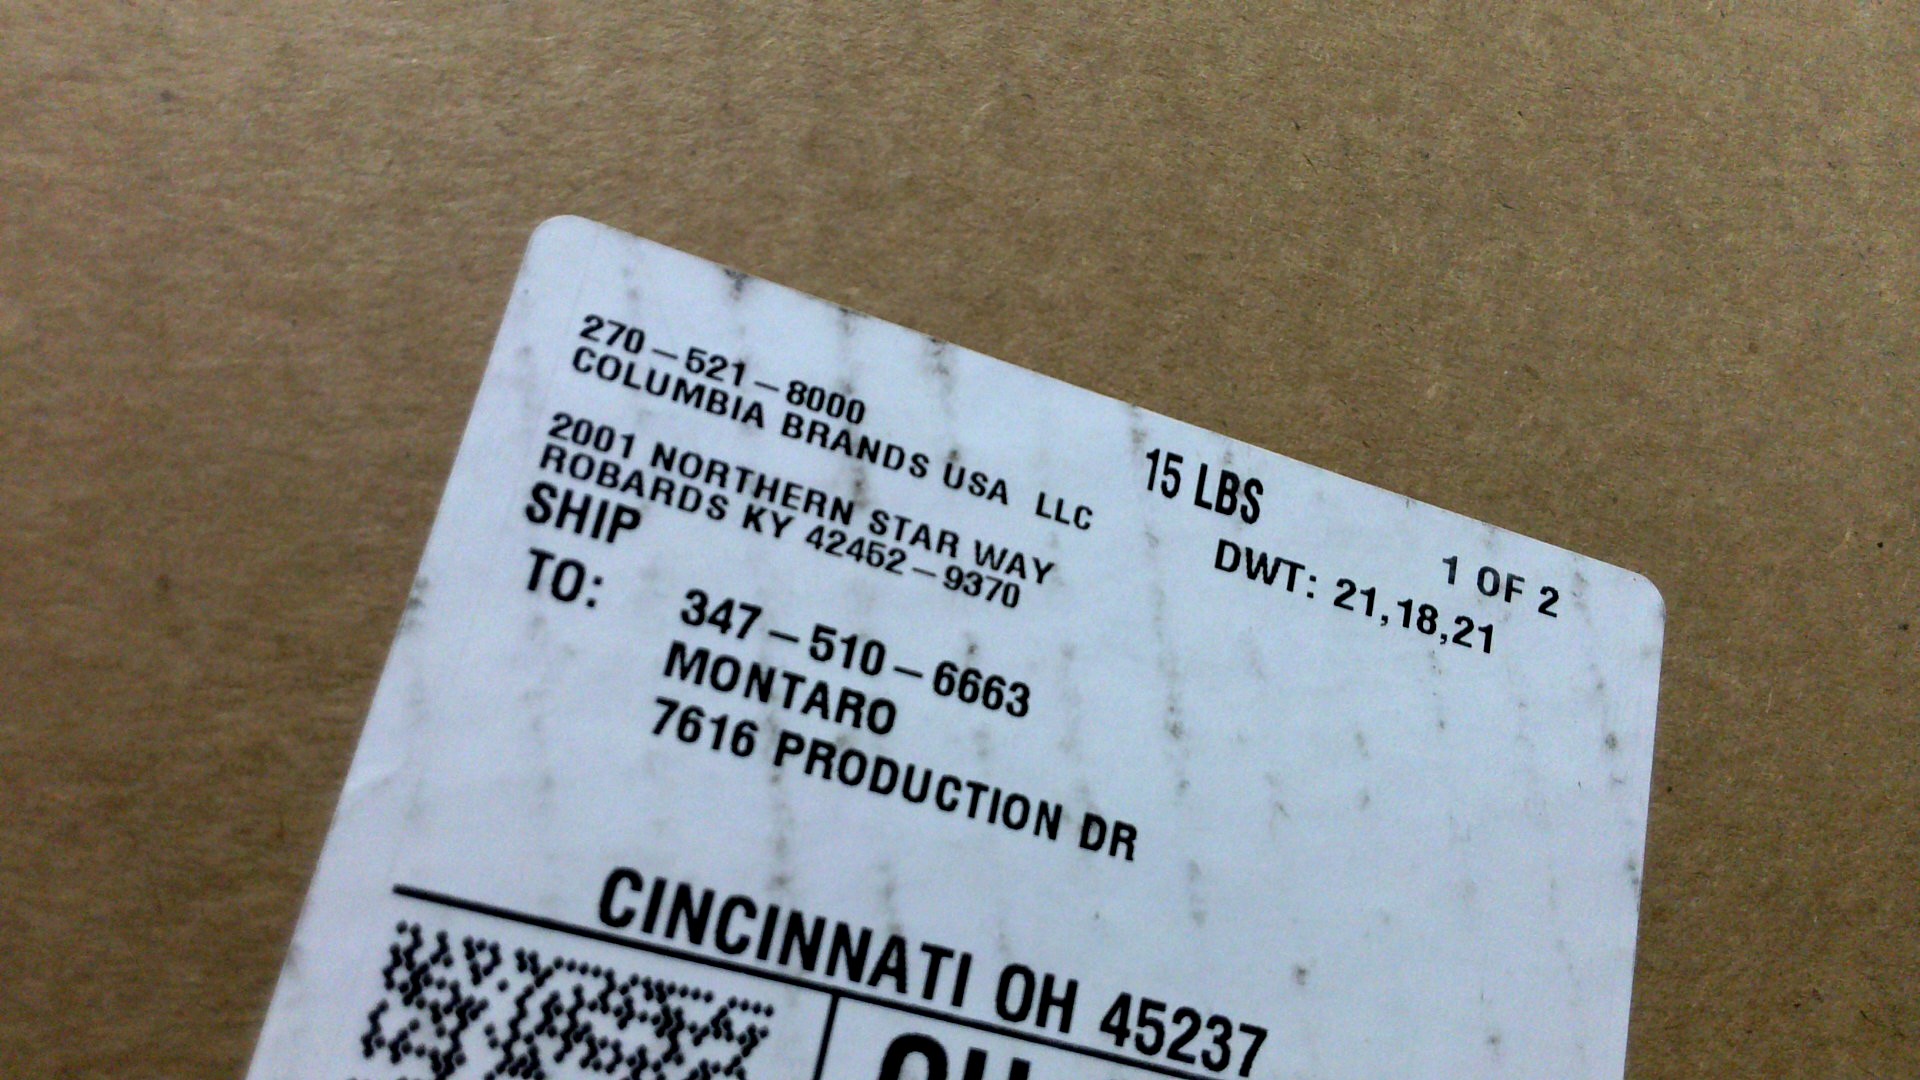 270-521-8000
COLUMBIA BRANDS USA LLC
2001 NORTHERN STAR WAY
ROBARDS KY 42452-9370
15 LBS
1 OF 2
DWT: 21,18,21
SHIP
TO:
347-510-6663
MONTARO
7616 PRODUCTION DR
CINCINNATI OH 45237